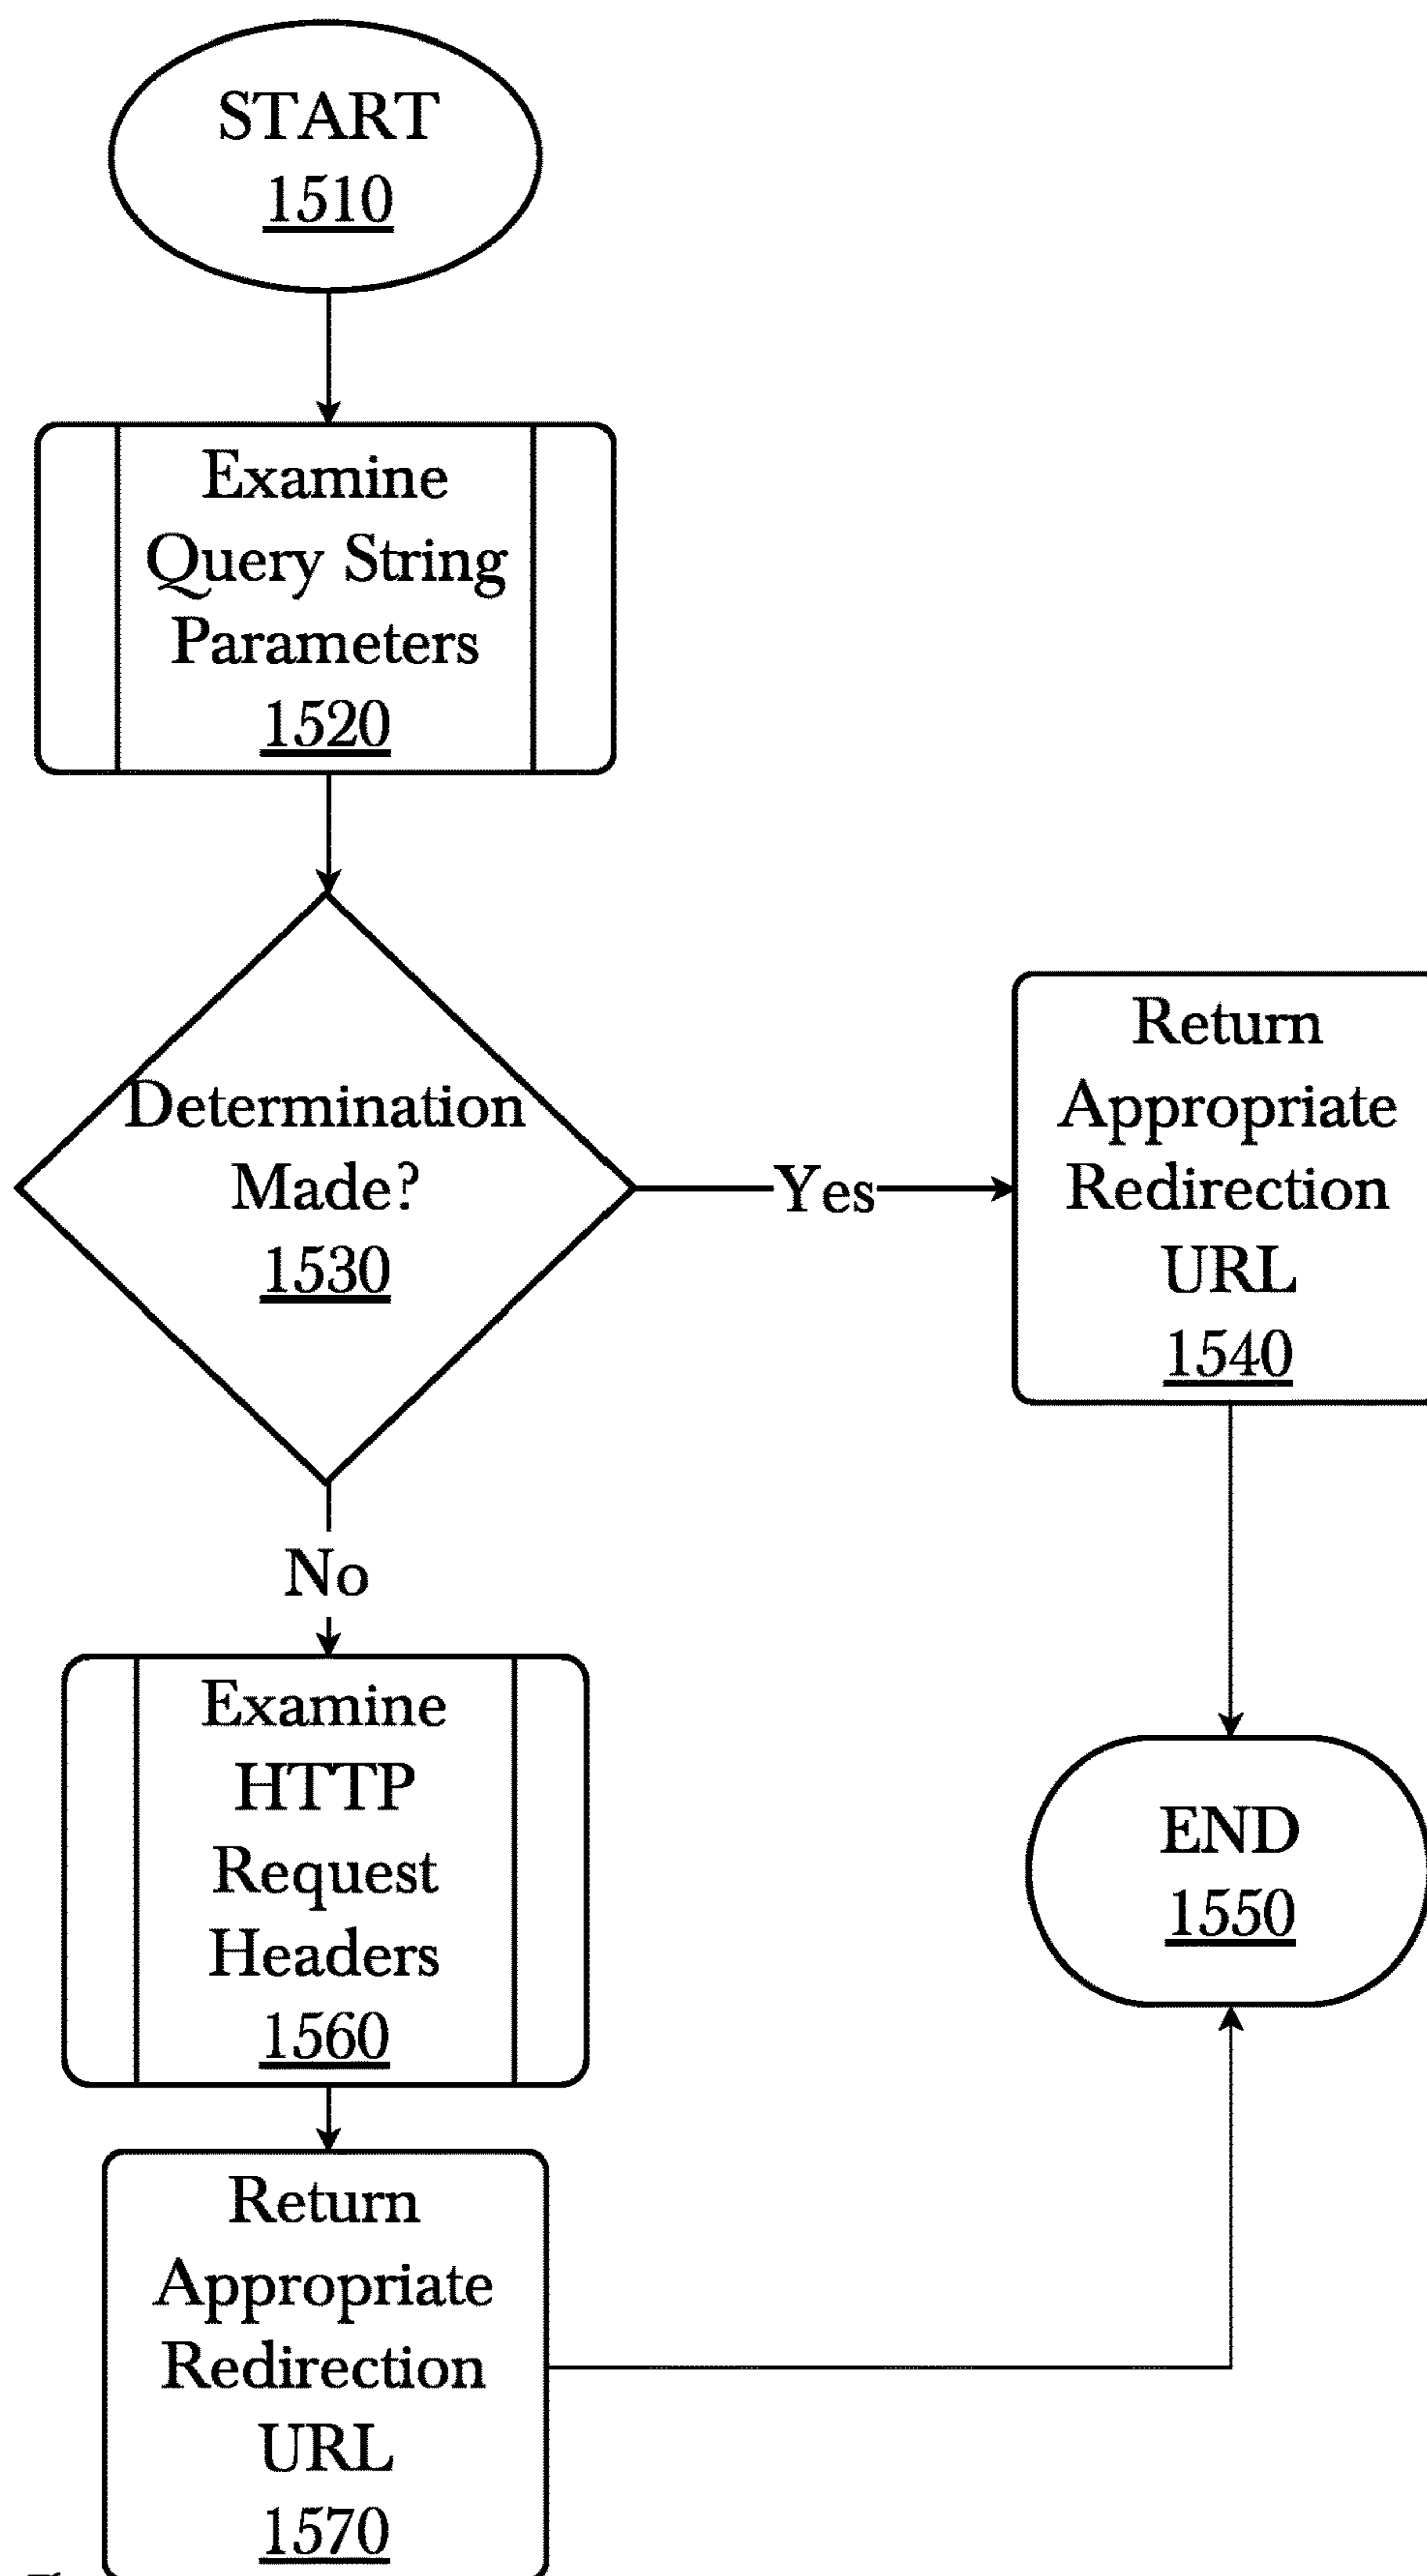 START
1510
Examine
Query String
Parameters
1520
Determination
Made?
1530
Yes
Return
Appropriate
Redirection
URL
1540
No
Examine
HTTP
Request
Headers
1560
END
1550
Return
Appropriate
Redirection
URL
1570